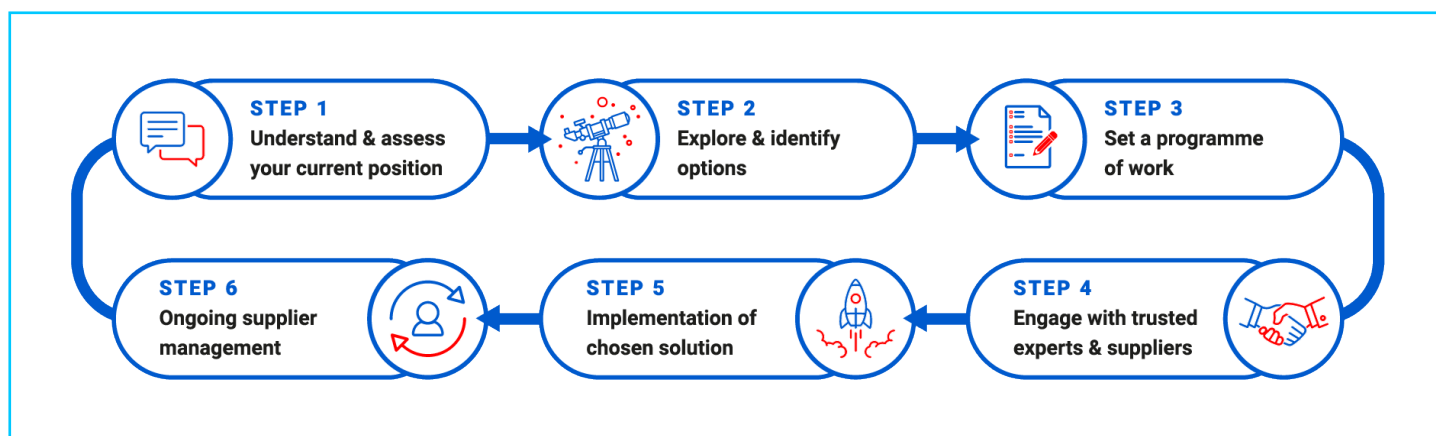 STEP 1
Understand & assess
your current position
STEP 2
Explore & identify
options
STEP 3
Set a programme
of work
STEP 4
Engage with trusted
experts & suppliers
STEP 5
Implementation of
chosen solution
STEP 6
Ongoing supplier
management